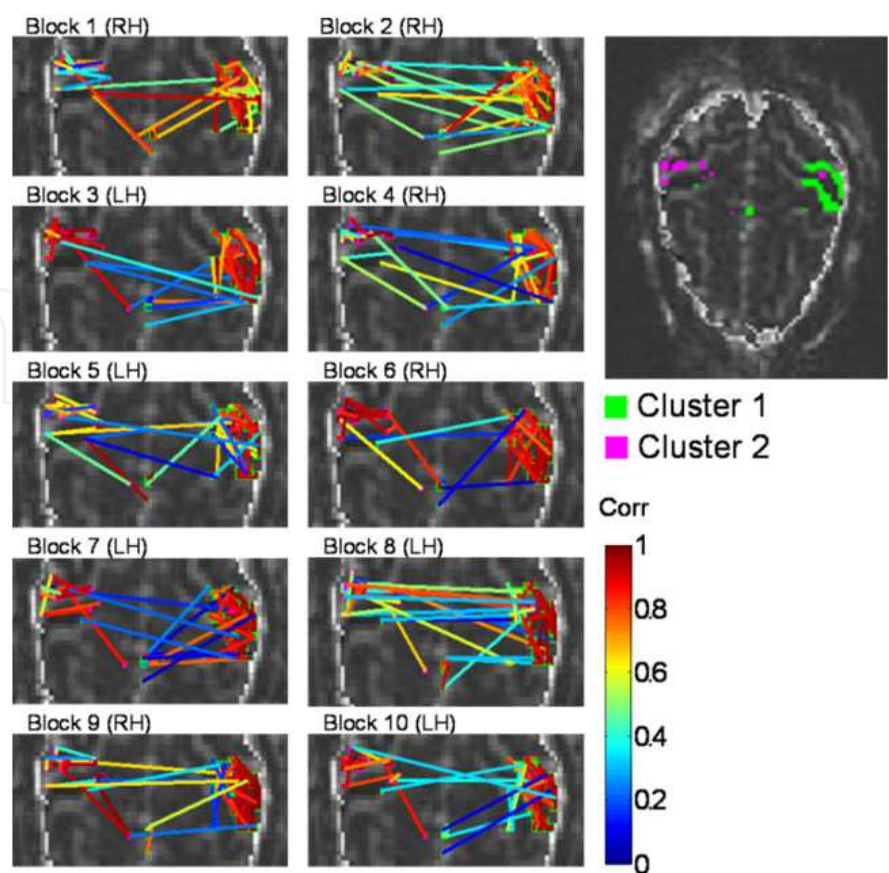 Block 1 (RH)
Block 2 (RH)
Block 3 (LH)
Block 4 (RH)
Block 5 (LH)
Block 6 (RH)
Block 7 (LH)
Block 8 (LH)
Block 9 (RH)
Block 10 (LH)
Cluster 1
Cluster 2
Corr
1
0.8
0.6
0.4
0.2
0